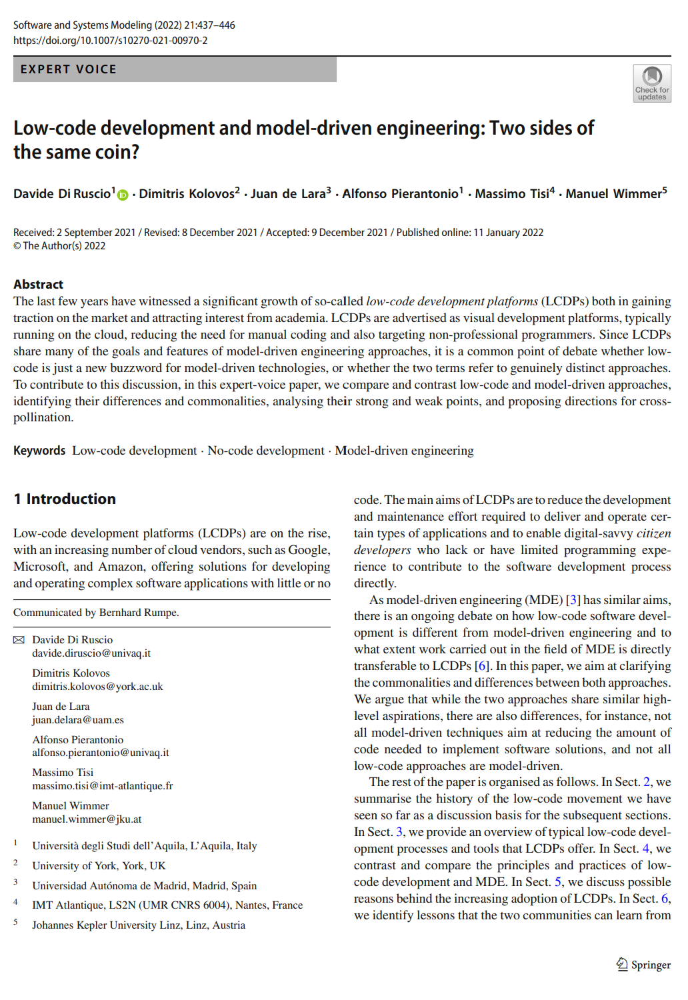 Software and Systems Modeling (2022) 21:437–446
https://doi.org/10.1007/s10270-021-00970-2
EXPERT VOICE
Check for
updates
Low-code development and model-driven engineering: Two sides of
the same coin?
Davide Di Ruscio1 iD · Dimitris Kolovos2 · Juan de Lara3 · Alfonso Pierantonio1 · Massimo Tisi4 · Manuel Wimmer5
Received: 2 September 2021 / Revised: 8 December 2021 / Accepted: 9 December 2021 / Published online: 11 January 2022
© The Author(s) 2022
Abstract
The last few years have witnessed a significant growth of so-called low-code development platforms (LCDPs) both in gaining
traction on the market and attracting interest from academia. LCDPs are advertised as visual development platforms, typically
running on the cloud, reducing the need for manual coding and also targeting non-professional programmers. Since LCDPs
share many of the goals and features of model-driven engineering approaches, it is a common point of debate whether low-
code is just a new buzzword for model-driven technologies, or whether the two terms refer to genuinely distinct approaches.
To contribute to this discussion, in this expert-voice paper, we compare and contrast low-code and model-driven approaches,
identifying their differences and commonalities, analysing their strong and weak points, and proposing directions for cross-
pollination.
Keywords Low-code development · No-code development · Model-driven engineering
1 Introduction
Low-code development platforms (LCDPs) are on the rise,
with an increasing number of cloud vendors, such as Google,
Microsoft, and Amazon, offering solutions for developing
and operating complex software applications with little or no
Communicated by Bernhard Rumpe.
Davide Di Ruscio
davide.diruscio@univaq.it
Dimitris Kolovos
dimitris.kolovos@york.ac.uk
Juan de Lara
juan.delara@uam.es
Alfonso Pierantonio
alfonso.pierantonio@univaq.it
Massimo Tisi
massimo.tisi@imt-atlantique.fr
Manuel Wimmer
manuel.wimmer@jku.at
1 Università degli Studi dell'Aquila, L'Aquila, Italy
2 University of York, York, UK
3 Universidad Autónoma de Madrid, Madrid, Spain
4 IMT Atlantique, LS2N (UMR CNRS 6004), Nantes, France
5 Johannes Kepler University Linz, Linz, Austria
code. The main aims of LCDPs are to reduce the development
and maintenance effort required to deliver and operate cer-
tain types of applications and to enable digital-savvy citizen
developers who lack or have limited programming expe-
rience to contribute to the software development process
directly.
As model-driven engineering (MDE) [3] has similar aims,
there is an ongoing debate on how low-code software devel-
opment is different from model-driven engineering and to
what extent work carried out in the field of MDE is directly
transferable to LCDPs [6]. In this paper, we aim at clarifying
the commonalities and differences between both approaches.
We argue that while the two approaches share similar high-
level aspirations, there are also differences, for instance, not
all model-driven techniques aim at reducing the amount of
code needed to implement software solutions, and not all
low-code approaches are model-driven.
The rest of the paper is organised as follows. In Sect. 2, we
summarise the history of the low-code movement we have
seen so far as a discussion basis for the subsequent sections.
In Sect. 3, we provide an overview of typical low-code devel-
opment processes and tools that LCDPs offer. In Sect. 4, we
contrast and compare the principles and practices of low-
code development and MDE. In Sect. 5, we discuss possible
reasons behind the increasing adoption of LCDPs. In Sect. 6,
we identify lessons that the two communities can learn from
Springer